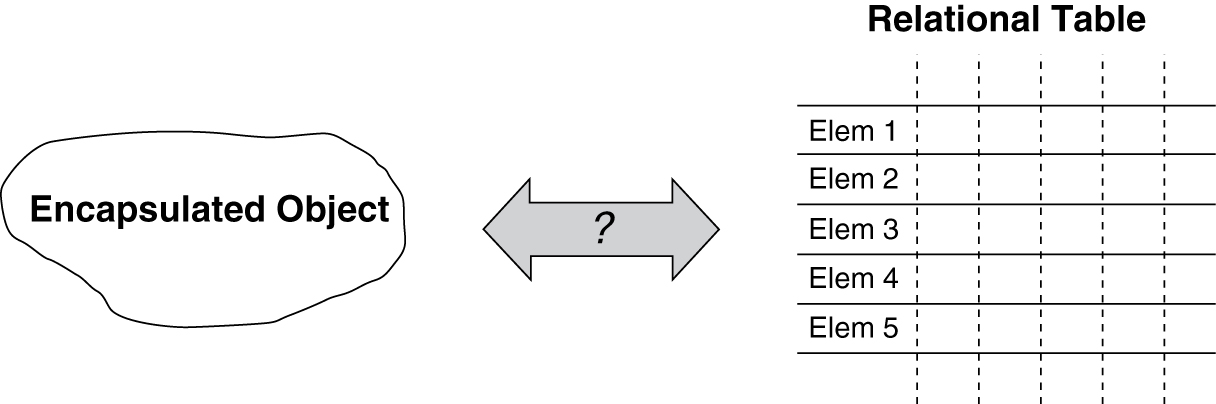 Relational Table
Encapsulated Object
?
Elem 1
Elem 2
Elem 3
Elem 4
Elem 5